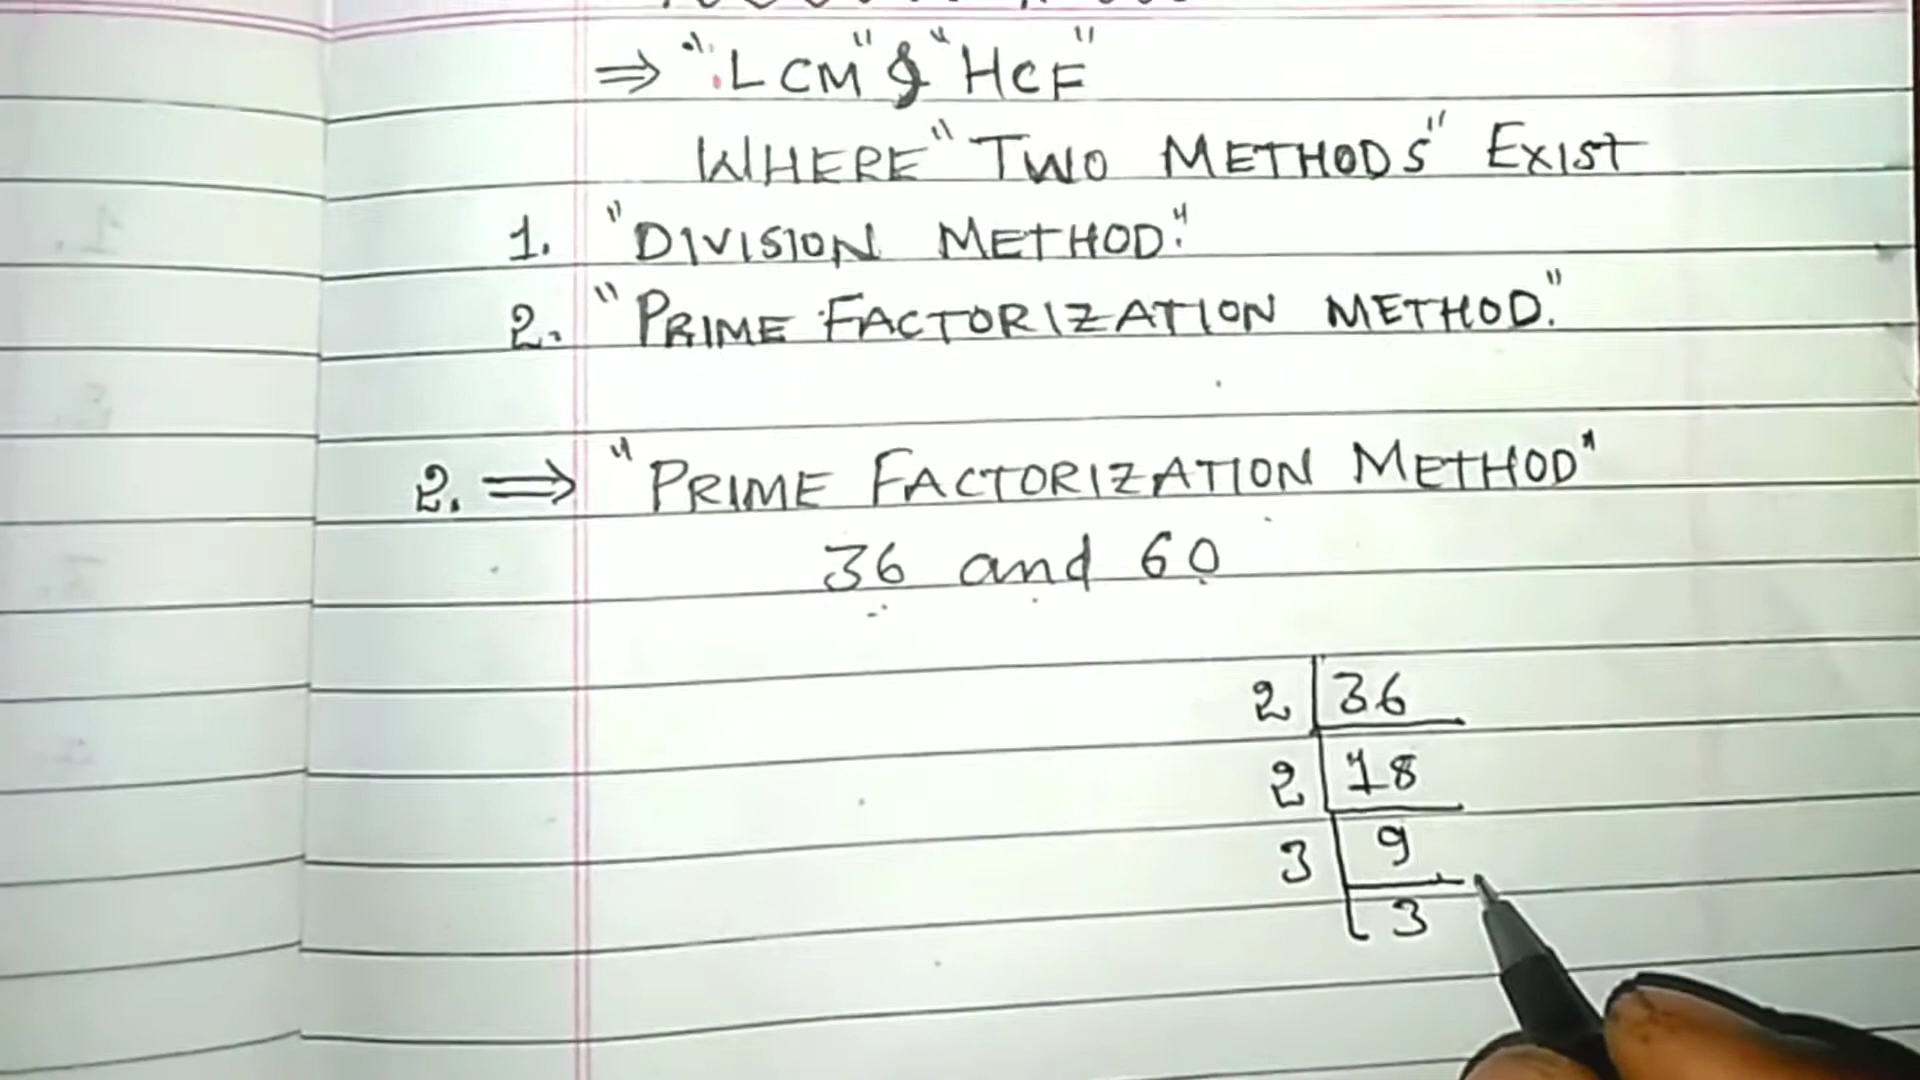 ⇒ "LCM" & "HCF"
WHERE "TWO METHODS" EXIST
1. "DIVISION METHOD."
2. "PRIME FACTORIZATION METHOD."
2. ⇒ "PRIME FACTORIZATION METHOD"
36 and 60
2 | 36
2 | 18
3 | 9
3